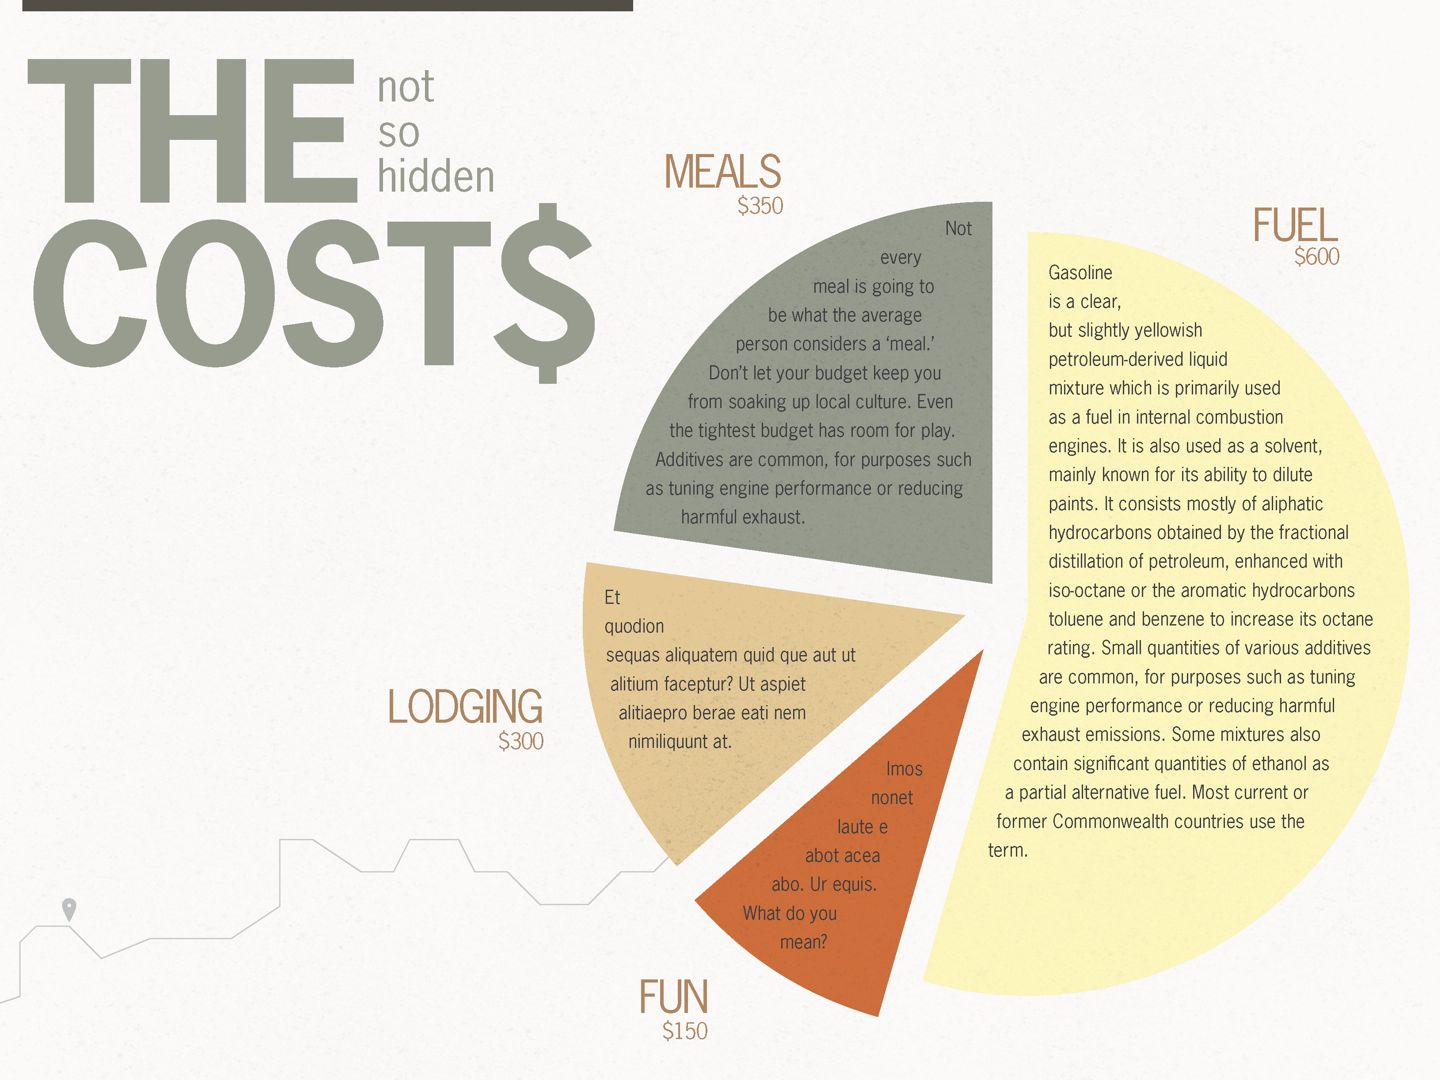 THE
not
so
hidden
COST$
MEALS
$350
Not
every
meal is going to
be what the average
person considers a ‘meal.’
Don’t let your budget keep you
from soaking up local culture. Even
the tightest budget has room for play.
Additives are common, for purposes such
as tuning engine performance or reducing
harmful exhaust.
FUEL
$600
Gasoline
is a clear,
but slightly yellowish
petroleum-derived liquid
mixture which is primarily used
as a fuel in internal combustion
engines. It is also used as a solvent,
mainly known for its ability to dilute
paints. It consists mostly of aliphatic
hydrocarbons obtained by the fractional
distillation of petroleum, enhanced with
iso-octane or the aromatic hydrocarbons
toluene and benzene to increase its octane
rating. Small quantities of various additives
are common, for purposes such as tuning
engine performance or reducing harmful
exhaust emissions. Some mixtures also
contain significant quantities of ethanol as
a partial alternative fuel. Most current or
former Commonwealth countries use the
term.
LODGING
$300
Et
quodion
sequas aliquatem quid que aut ut
alitium faceptur? Ut aspiet
alitiaepro berae eati nem
nimiliquunt at.
FUN
$150
Imos
nonet
laute e
abot acea
abo. Ur equis.
What do you
mean?